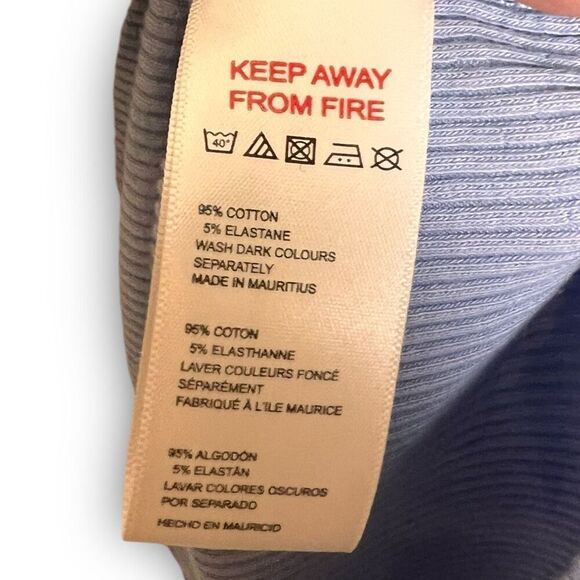 KEEP AWAY
FROM FIRE
40°
95% COTTON
5% ELASTANE
WASH DARK COLOURS
SEPARATELY
MADE IN MAURITIUS
95% COTON
5% ELASTHANNE
LAVER COULEURS FONCÉ
SÉPARÉMENT
FABRIQUÉ À L'ILE MAURICE
95% ALGODÓN
5% ELASTÁN
LAVAR COLORES OSCUROS
POR SEPARADO
HECHO EN MAURICIO